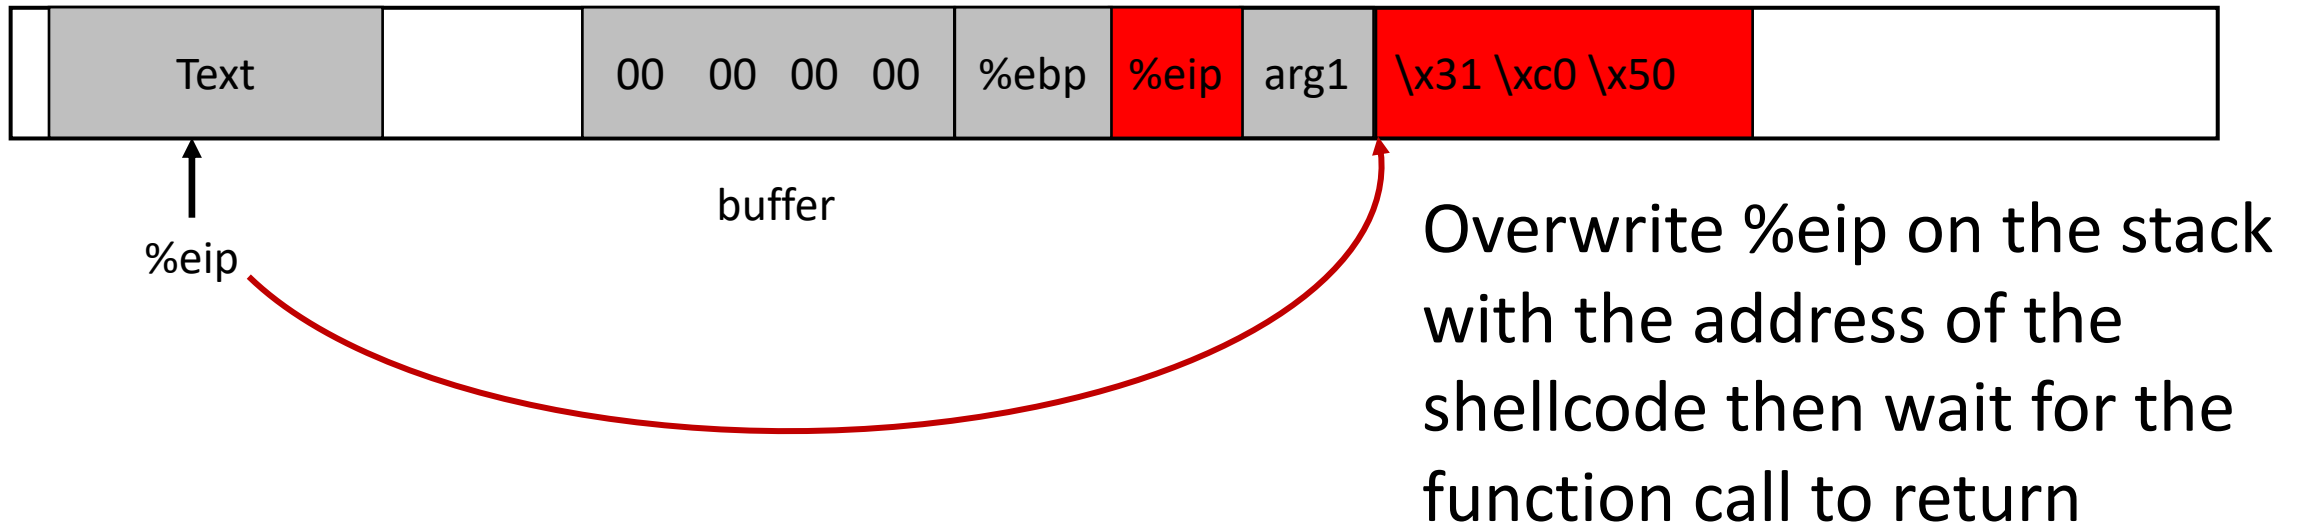 Text 00 00 00 00 %ebp %eip arg1 \x31 \xc0 \x50
buffer
%eip
Overwrite %eip on the stack
with the address of the
shellcode then wait for the
function call to return